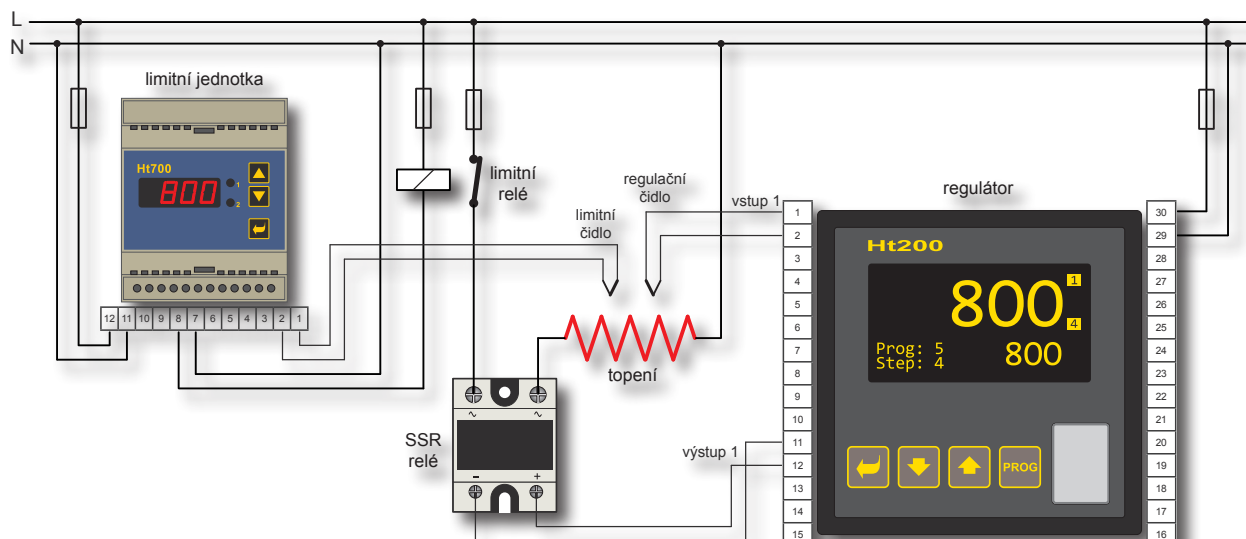 L
N
limitní jednotka
Ht700
800
1
2
12 11 10 9 8 7 6 5 4 3 2 1
limitní
relé
limitní
čidlo
regulační
čidlo
vstup 1
regulátor
topení
SSR
relé
~ ~
- +
výstup 1
1
2
3
4
5
6
7
8
9
10
11
12
13
14
15
Ht200
800
1
4
Prog: 5
Step: 4
800
PROG
30
29
28
27
26
25
24
23
22
21
20
19
18
17
16